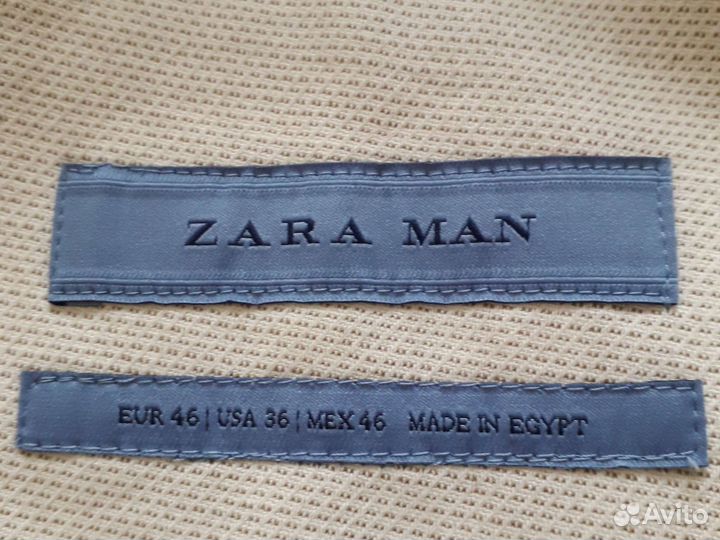 ZARA MAN
EUR 46 | USA 36 | MEX 46 MADE IN EGYPT
Avito